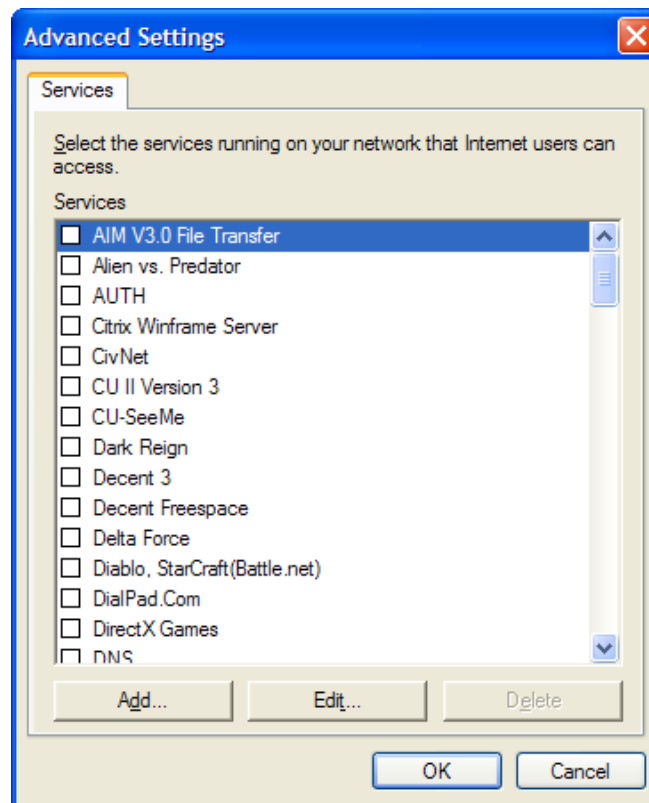 Advanced Settings
Services
Select the services running on your network that Internet users can
access.
Services
AIM V3.0 File Transfer
Alien vs. Predator
AUTH
Citrix Winframe Server
CivNet
CU II Version 3
CU-SeeMe
Dark Reign
Decent 3
Decent Freespace
Delta Force
Diablo, StarCraft(Battle.net)
DialPad.Com
DirectX Games
DNS
Add... Edit... Delete
OK Cancel